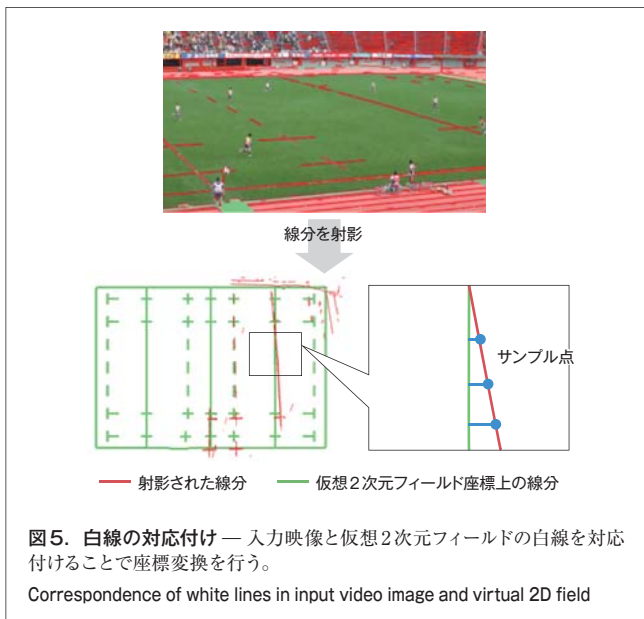 線分を射影
サンプル点
射影された線分
仮想2次元フィールド座標上の線分
図5. 白線の対応付け — 入力映像と仮想2次元フィールドの白線を対応
付けることで座標変換を行う。
Correspondence of white lines in input video image and virtual 2D field